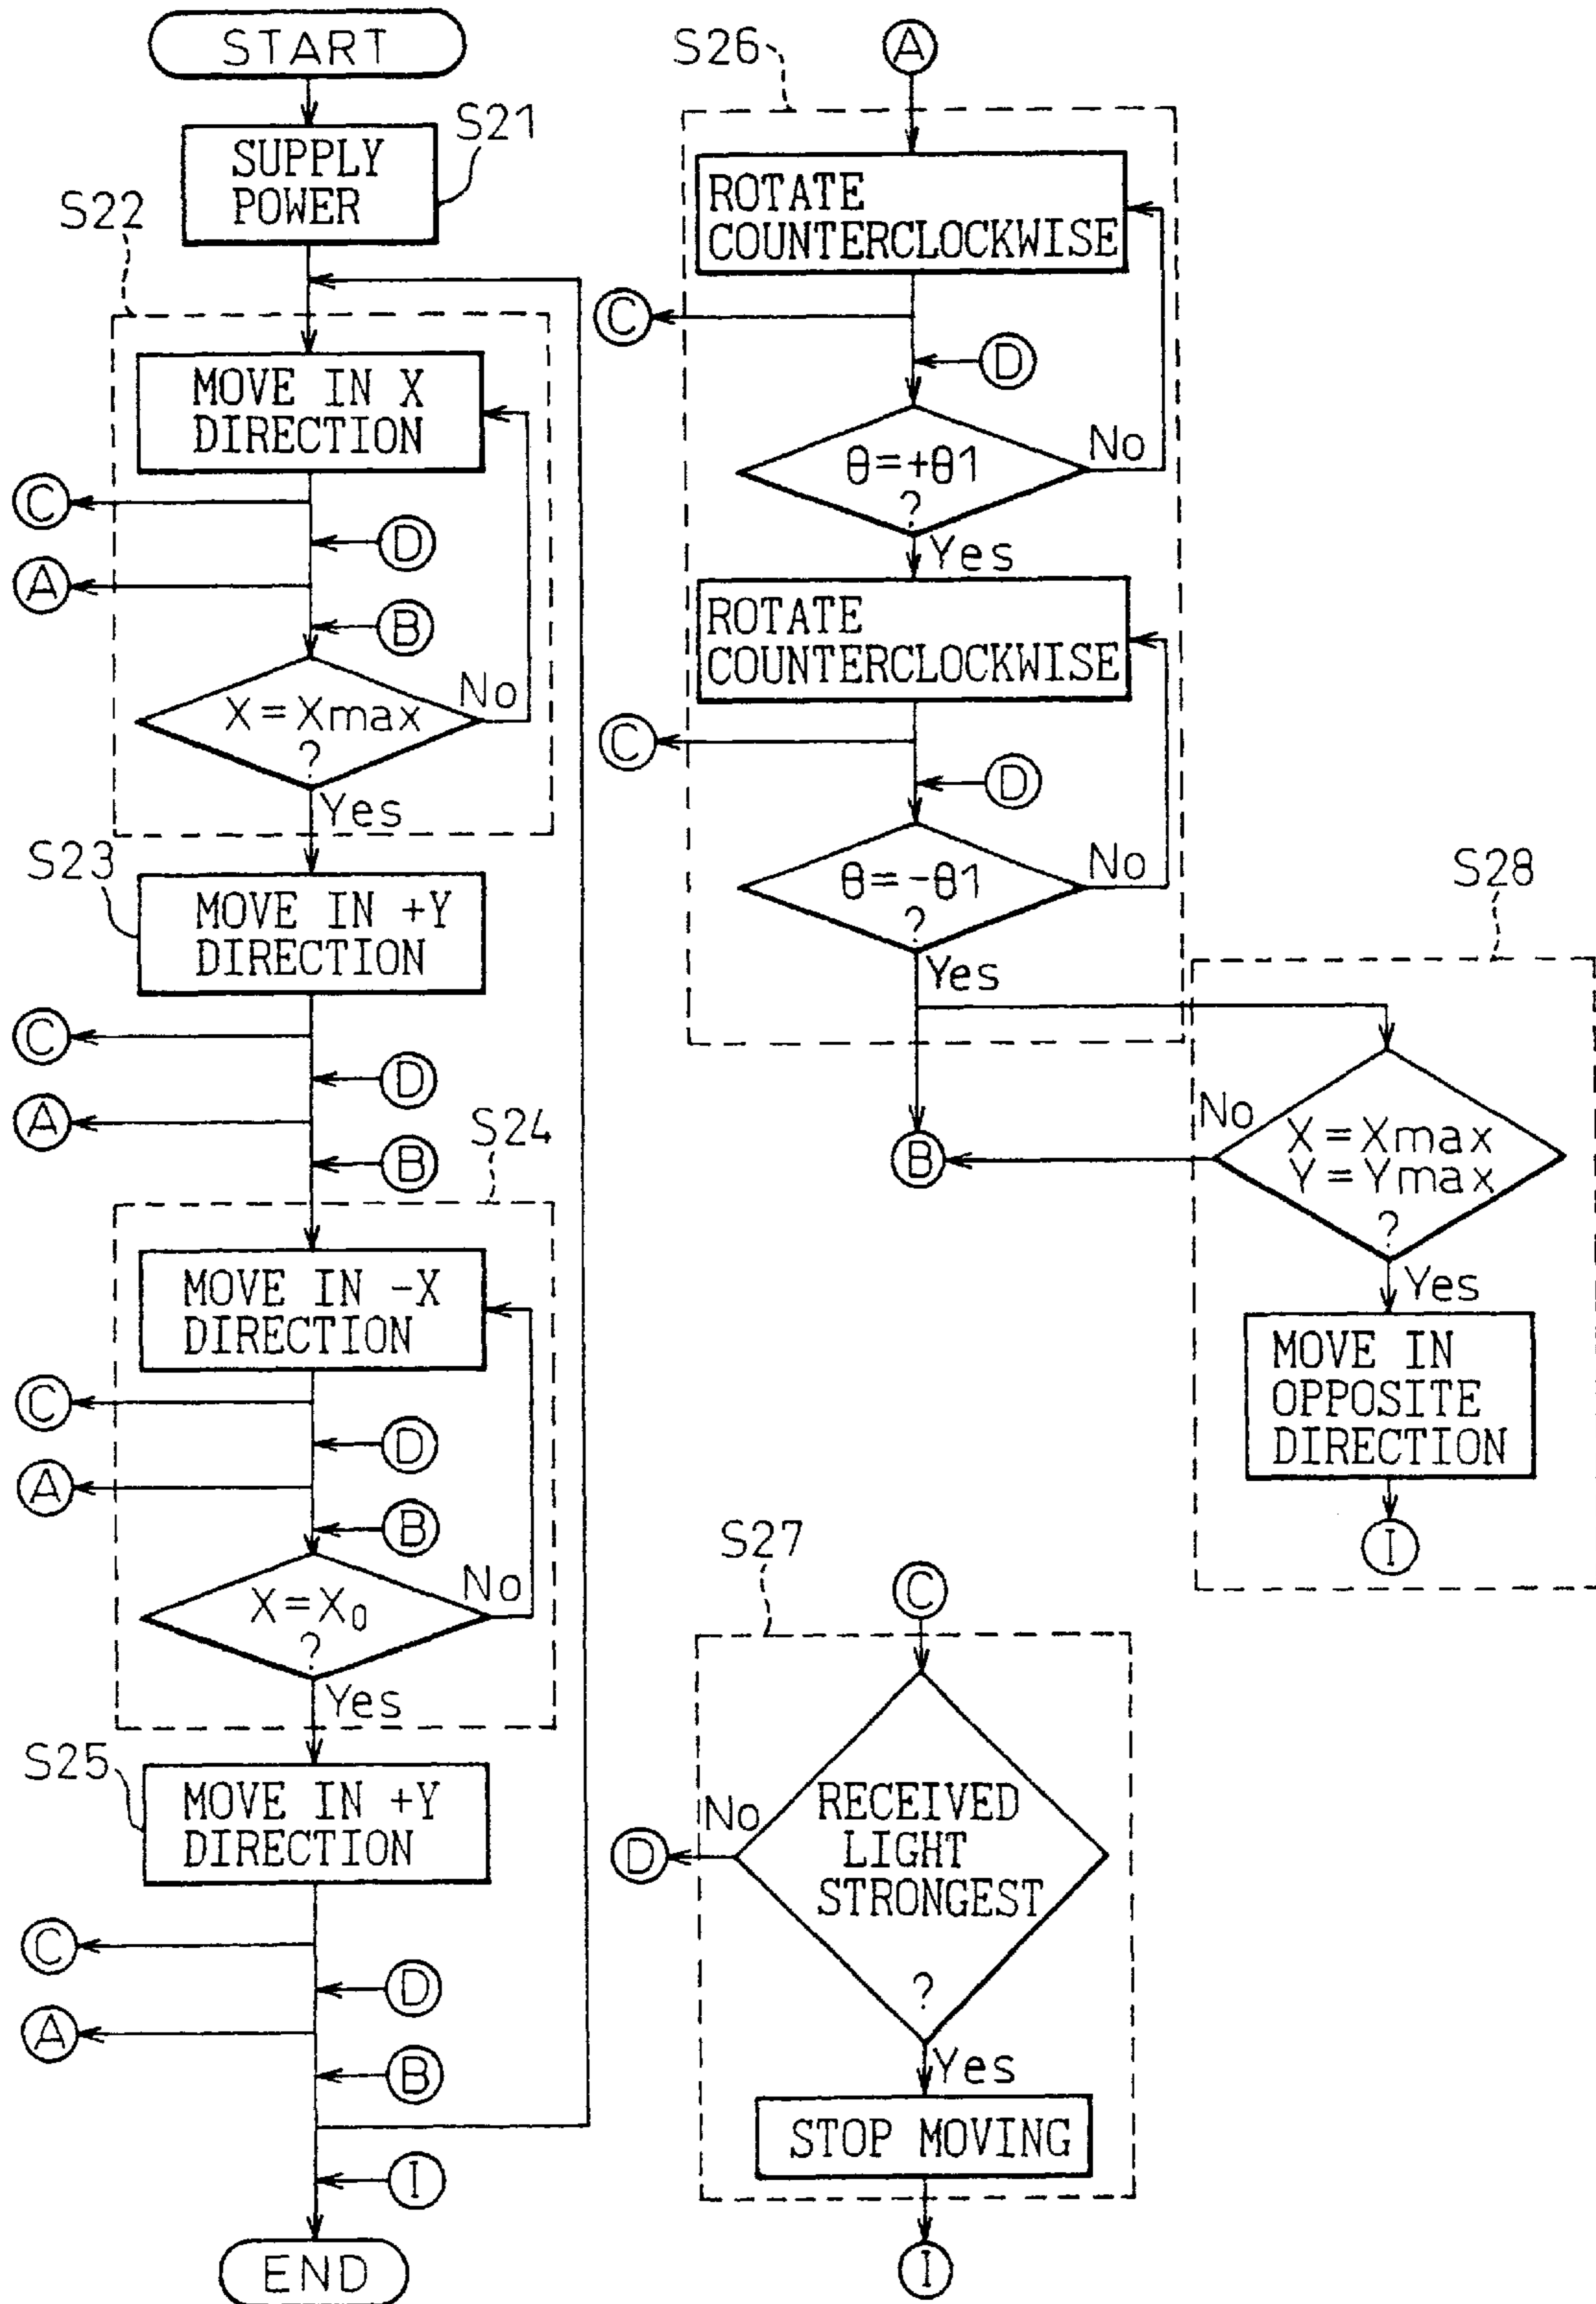 START
S21
SUPPLY
POWER
S22
MOVE IN X
DIRECTION
C
D
A
B
X=Xmax
?
No
Yes
S23
MOVE IN +Y
DIRECTION
C
D
A
B
S24
MOVE IN -X
DIRECTION
C
D
A
B
X=X0
?
No
Yes
S25
MOVE IN +Y
DIRECTION
C
D
A
B
I
END
S26
A
ROTATE
COUNTERCLOCKWISE
C
D
θ=+θ1
?
No
Yes
ROTATE
COUNTERCLOCKWISE
C
D
θ=-θ1
?
No
Yes
B
S28
No
X=Xmax
Y=Ymax
?
Yes
MOVE IN
OPPOSITE
DIRECTION
I
S27
C
No
D
RECEIVED
LIGHT
STRONGEST
?
Yes
STOP MOVING
I